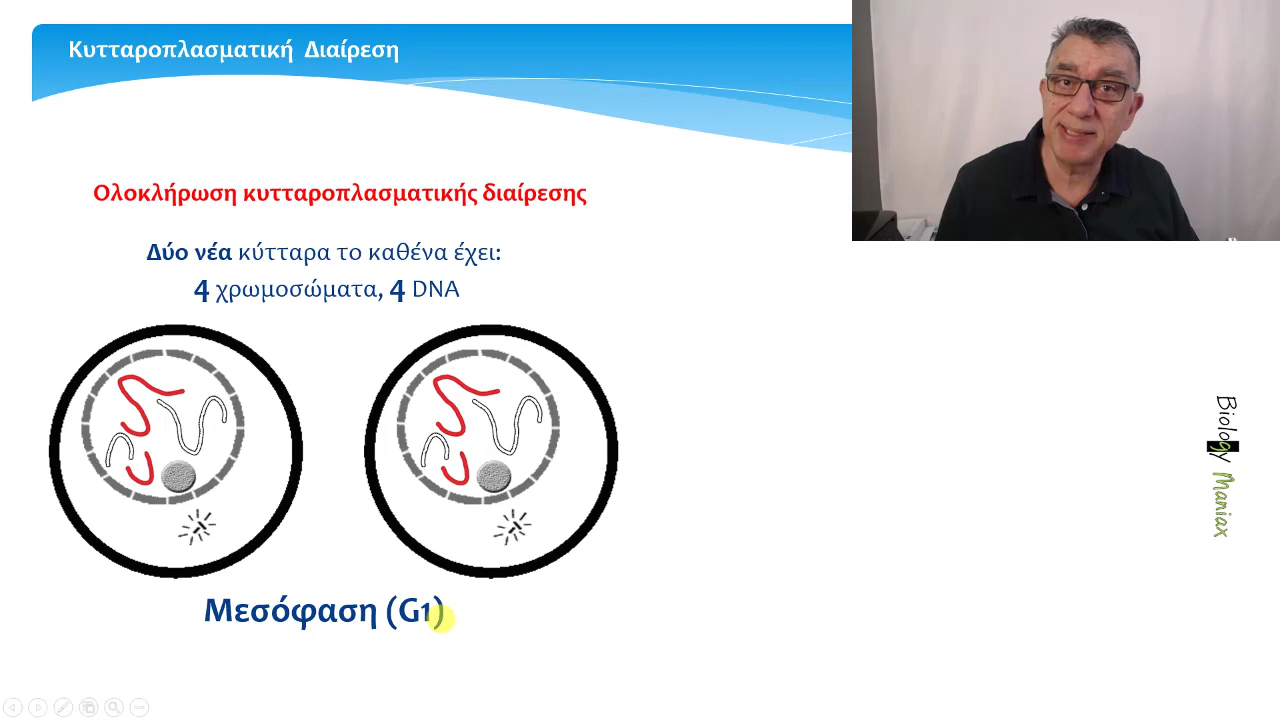 Κυτταροπλασματική Διαίρεση
Ολοκλήρωση κυτταροπλασματικής διαίρεσης
Δύο νέα κύτταρα το καθένα έχει:
4 χρωμοσώματα, 4 DNA
Μεσόφαση (G1)
Biology Maniax